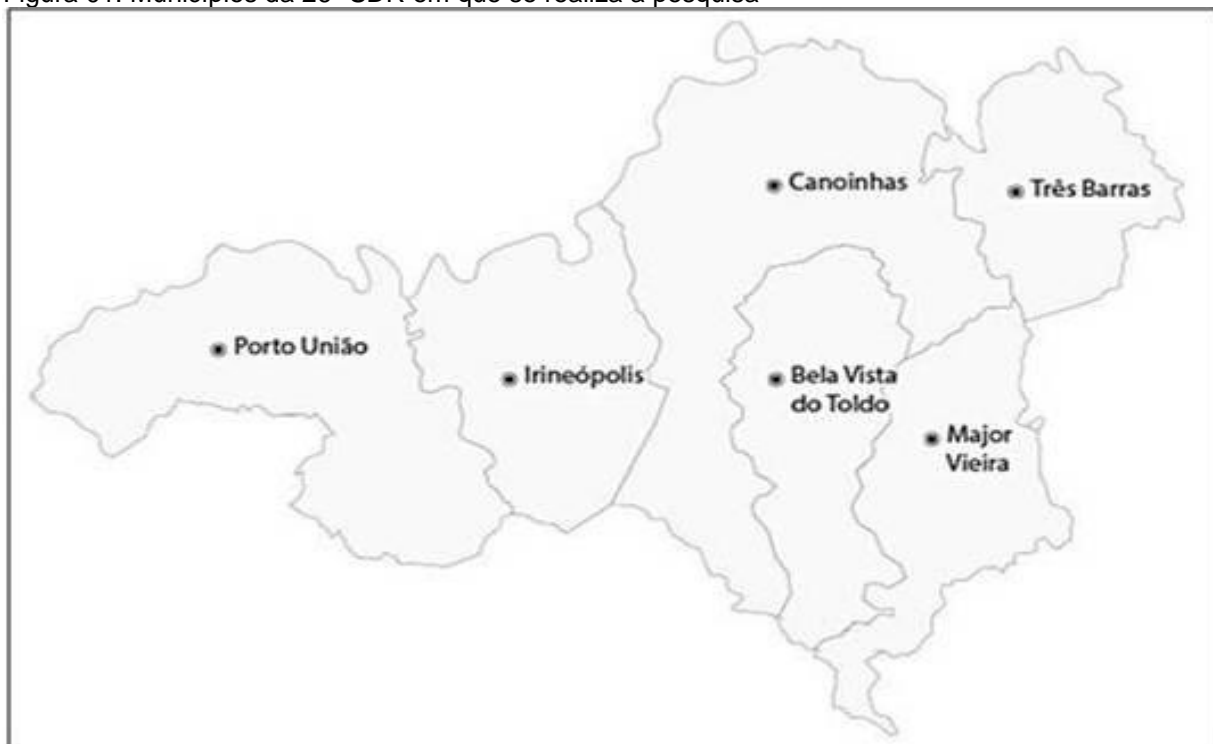 Canoinhas
Três Barras
Porto União
Irineópolis
Bela Vista
do Toldo
Major
Vieira